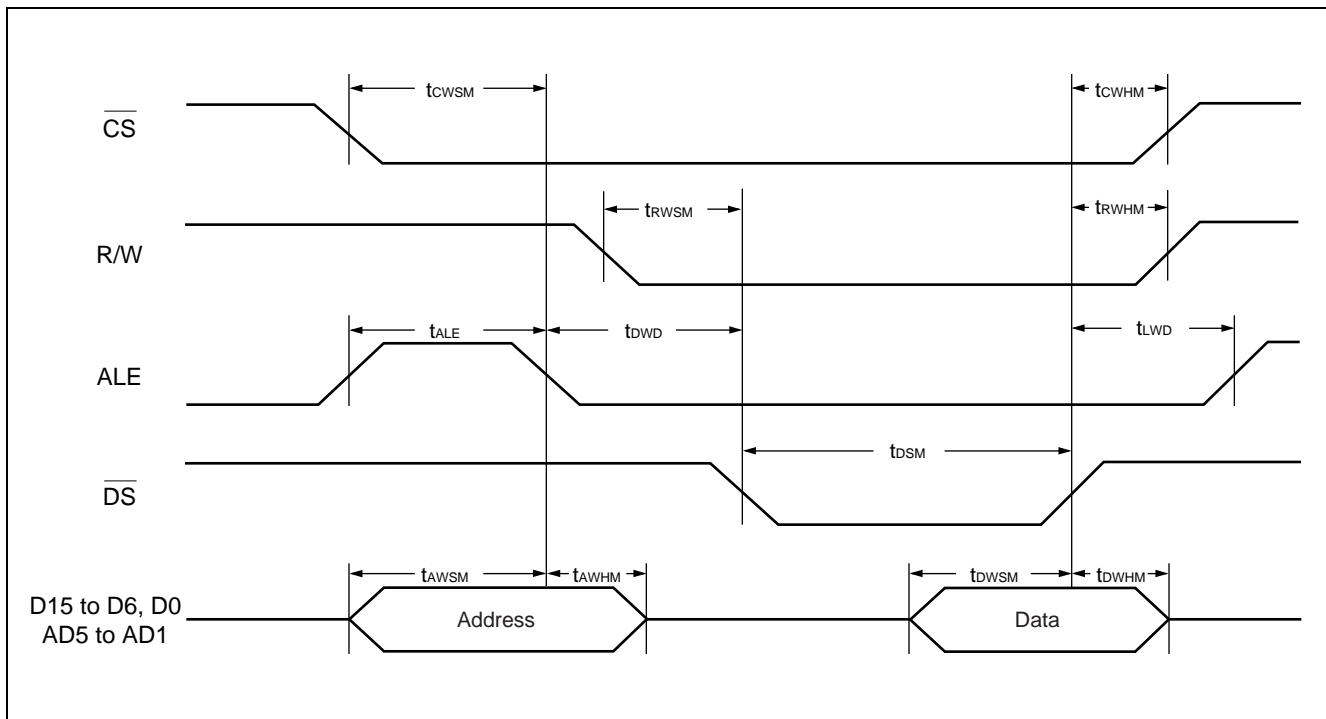 tCWSM
tCWHM
CS
tRWSM
tRWHM
R/W
tALE
tDWD
tLWD
ALE
tDSM
DS
tAWSM
tAWHM
tDWSM
tDWHM
D15 to D6, D0
AD5 to AD1
Address
Data